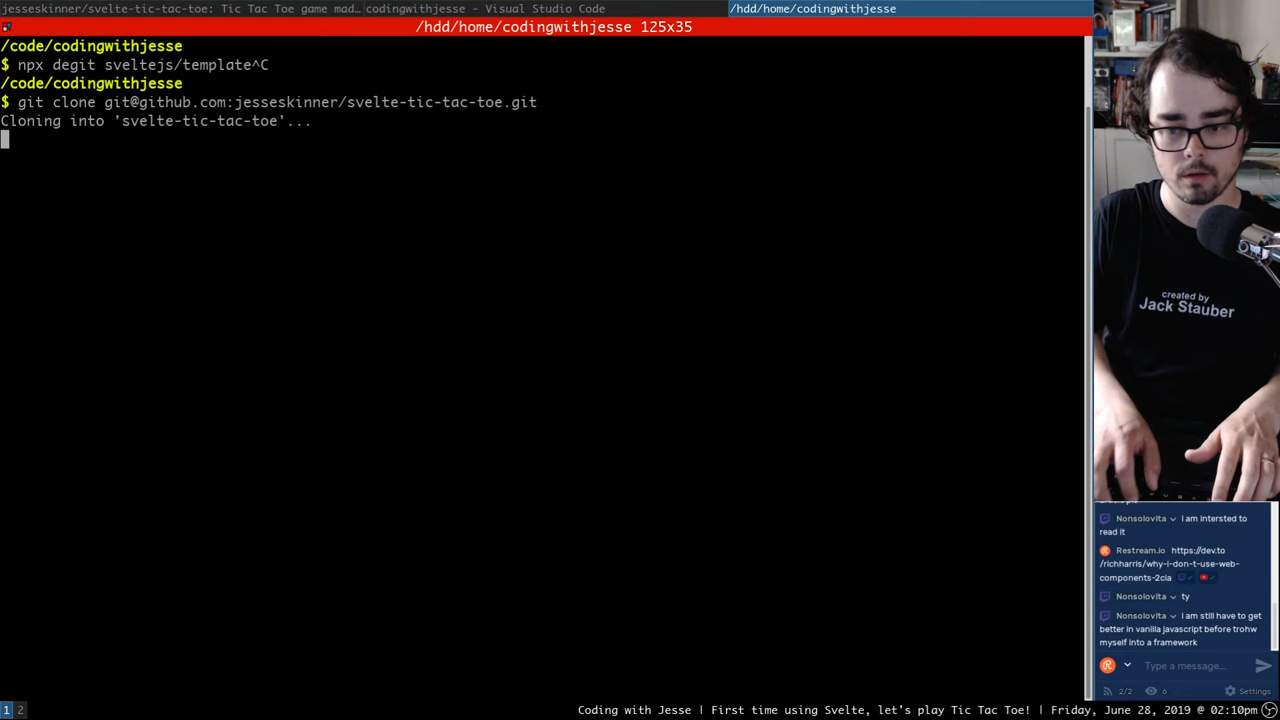 jesseskinner/svelte-tic-tac-toe: Tic Tac Toe game mad...
codingwithjesse - Visual Studio Code
/hdd/home/codingwithjesse
/hdd/home/codingwithjesse 125x35
/code/codingwithjesse
$ npx degit sveltejs/template^C
/code/codingwithjesse
$ git clone git@github.com:jesseskinner/svelte-tic-tac-toe.git
Cloning into 'svelte-tic-tac-toe'...
created by
Jack Stauber
Nonsolovita i am intersted to
read it
Restream.io https://dev.to
/richharris/why-i-don-t-use-web-
components-2cia
Nonsolovita ty
Nonsolovita i am still have to get
better in vanilla javascript before trohw
myself into a framework
Type a message...
2/2 6 Settings
1 2
Coding with Jesse | First time using Svelte, let's play Tic Tac Toe! | Friday, June 28, 2019 @ 02:10pm